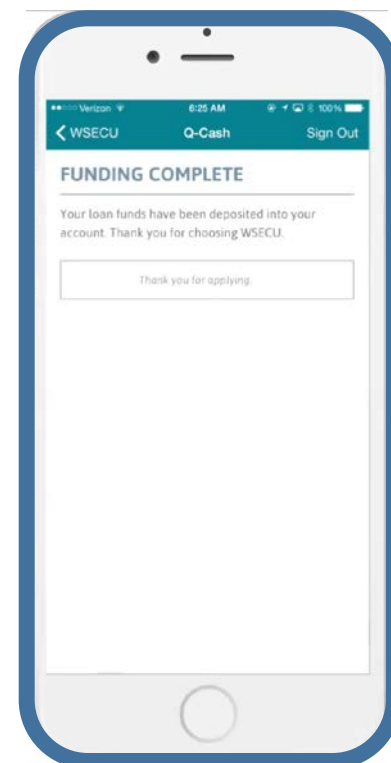 Verizon 6:25 AM 100%
WSECU Q-Cash Sign Out
FUNDING COMPLETE
Your loan funds have been deposited into your
account. Thank you for choosing WSECU.
Thank you for applying.